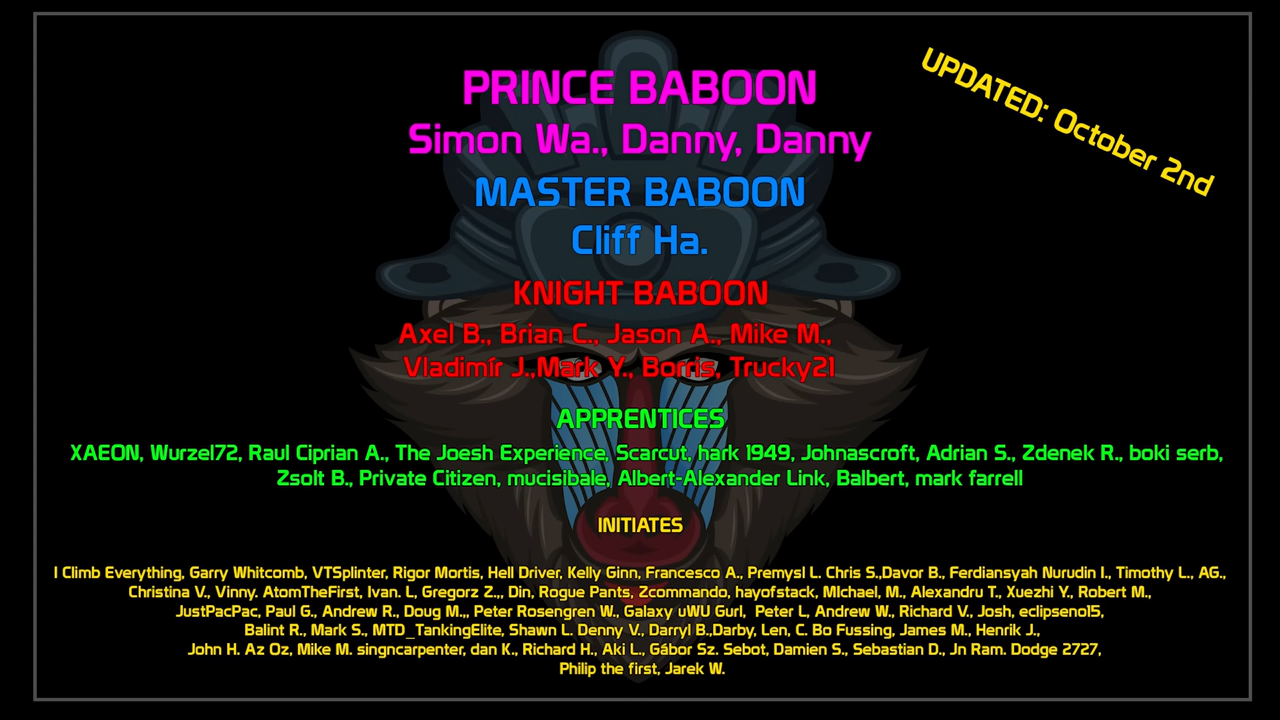 PRINCE BABOON
UPDATED: October 2nd
Simon Wa., Danny, Danny
MASTER BABOON
Cliff Ha.
KNIGHT BABOON
Axel B., Brian C., Jason A., Mike M.,
Vladimír J.,Mark Y., Borris, Trucky21
APPRENTICES
XAEON, Wurzel72, Raul Ciprian A., The Joesh Experience, Scarcut, hark 1949, Johnascroft, Adrian S., Zdenek R., boki serb,
Zsolt B., Private Citizen, mucisibale, Albert-Alexander Link, Balbert, mark farrell
INITIATES
I Climb Everything, Garry Whitcomb, VTSplinter, Rigor Mortis, Hell Driver, Kelly Ginn, Francesco A., Premysl L. Chris S.,Davor B., Ferdiansyah Nurudin I., Timothy L., AG.,
Christina V., Vinny. AtomTheFirst, Ivan. L, Gregorz Z.,, Din, Rogue Pants, Zcommando, hayofstack, MIchael, M., Alexandru T., Xuezhi Y., Robert M.,
JustPacPac, Paul G., Andrew R., Doug M.,, Peter Rosengren W., Galaxy uWU Gurl, Peter L, Andrew W., Richard V., Josh, eclipseno15,
Balint R., Mark S., MTD_TankingElite, Shawn L. Denny V., Darryl B.,Darby, Len, C. Bo Fussing, James M., Henrik J.,
John H. Az Oz, Mike M. singncarpenter, dan K., Richard H., Aki L., Gábor Sz. Sebot, Damien S., Sebastian D., Jn Ram. Dodge 2727,
Philip the first, Jarek W.